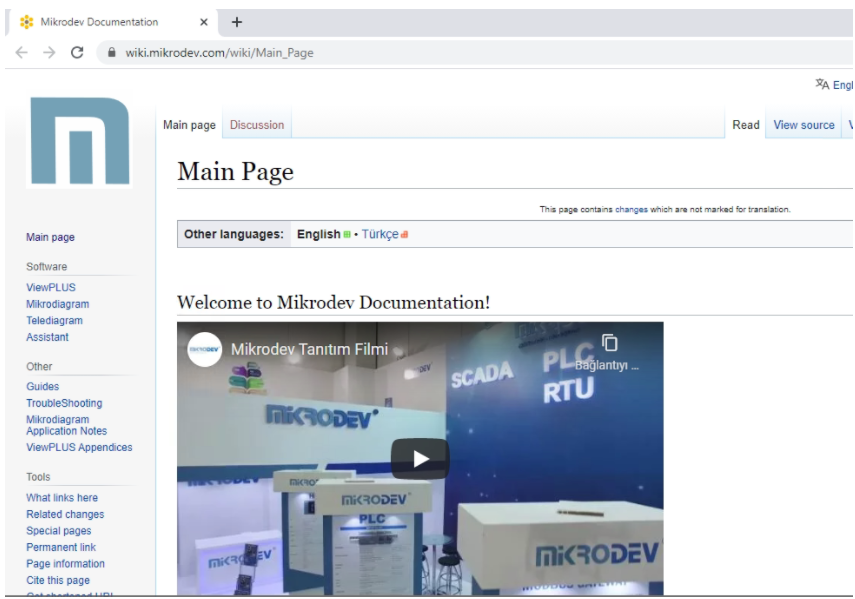 Mikrodev Documentation
wiki.mikrodev.com/wiki/Main_Page
Main page
Discussion
Read
View source
Main Page
This page contains changes which are not marked for translation.
Other languages: English • Türkçe
Main page
Software
ViewPLUS
Mikrodiagram
Telediagram
Assistant
Other
Guides
TroubleShooting
Mikrodiagram
Application Notes
ViewPLUS Appendices
Tools
What links here
Related changes
Special pages
Permanent link
Page information
Cite this page
Welcome to Mikrodev Documentation!
Mikrodev Tanıtım Filmi
Bağlantıyı ...
SCADA
PLC
RTU
MİKRODEV
MİKRODEV
PLC
MİKRODEV